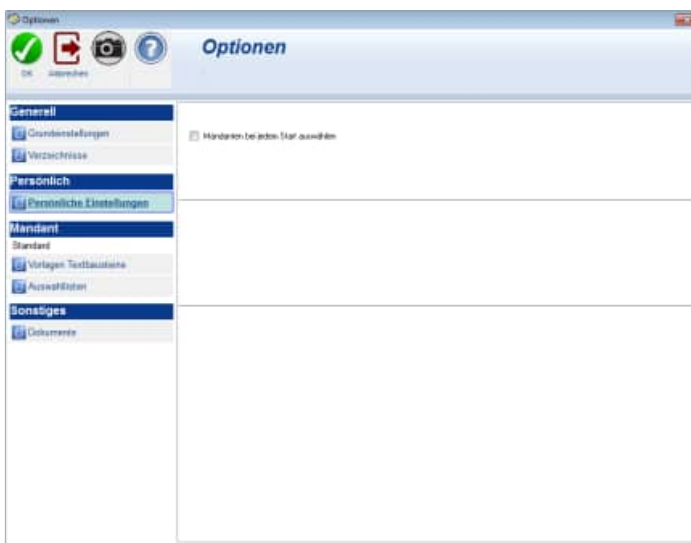 Optionen
Optionen
OK Abbrechen
Generell
Grundeinstellungen
Verzeichnisse
Mandanten bei jedem Start auswählen
Persönlich
Persönliche Einstellungen
Mandant
Standard
Vorlagen Textbausteine
Auswahllisten
Sonstiges
Dokumente